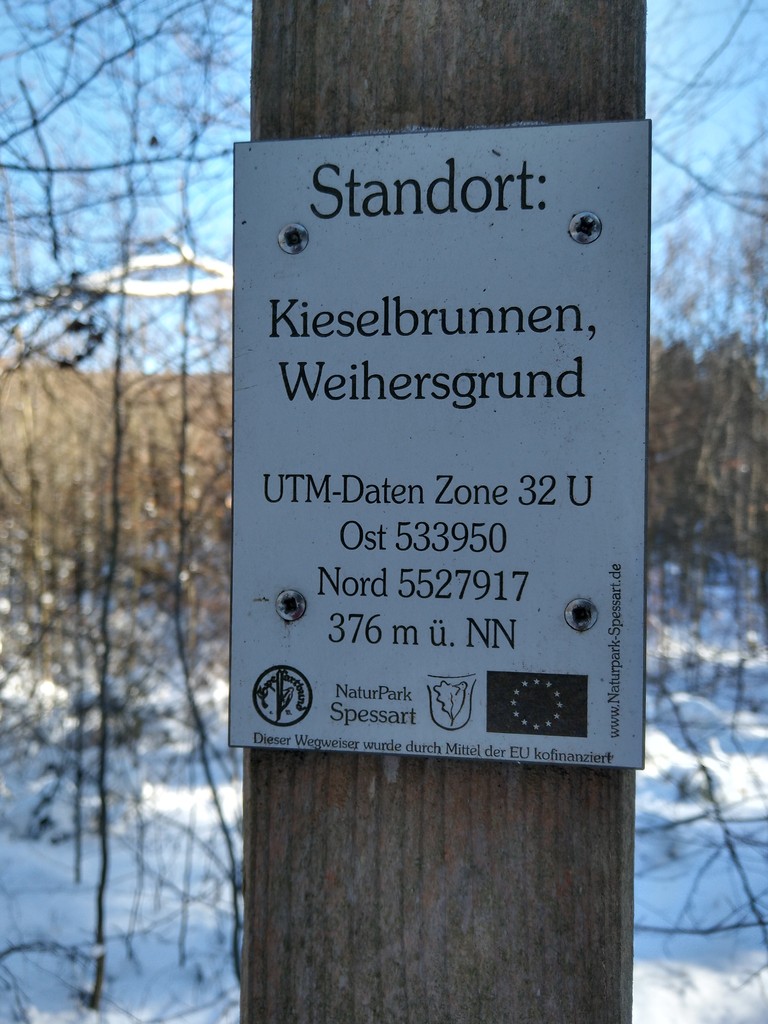 Standort:
Kieselbrunnen,
Weihersgrund
UTM-Daten Zone 32 U
Ost 533950
Nord 5527917
376 m ü. NN
www.Naturpark-Spessart.de
Spessartbund
NaturPark
Spessart
Dieser Wegweiser wurde durch Mittel der EU kofinanziert